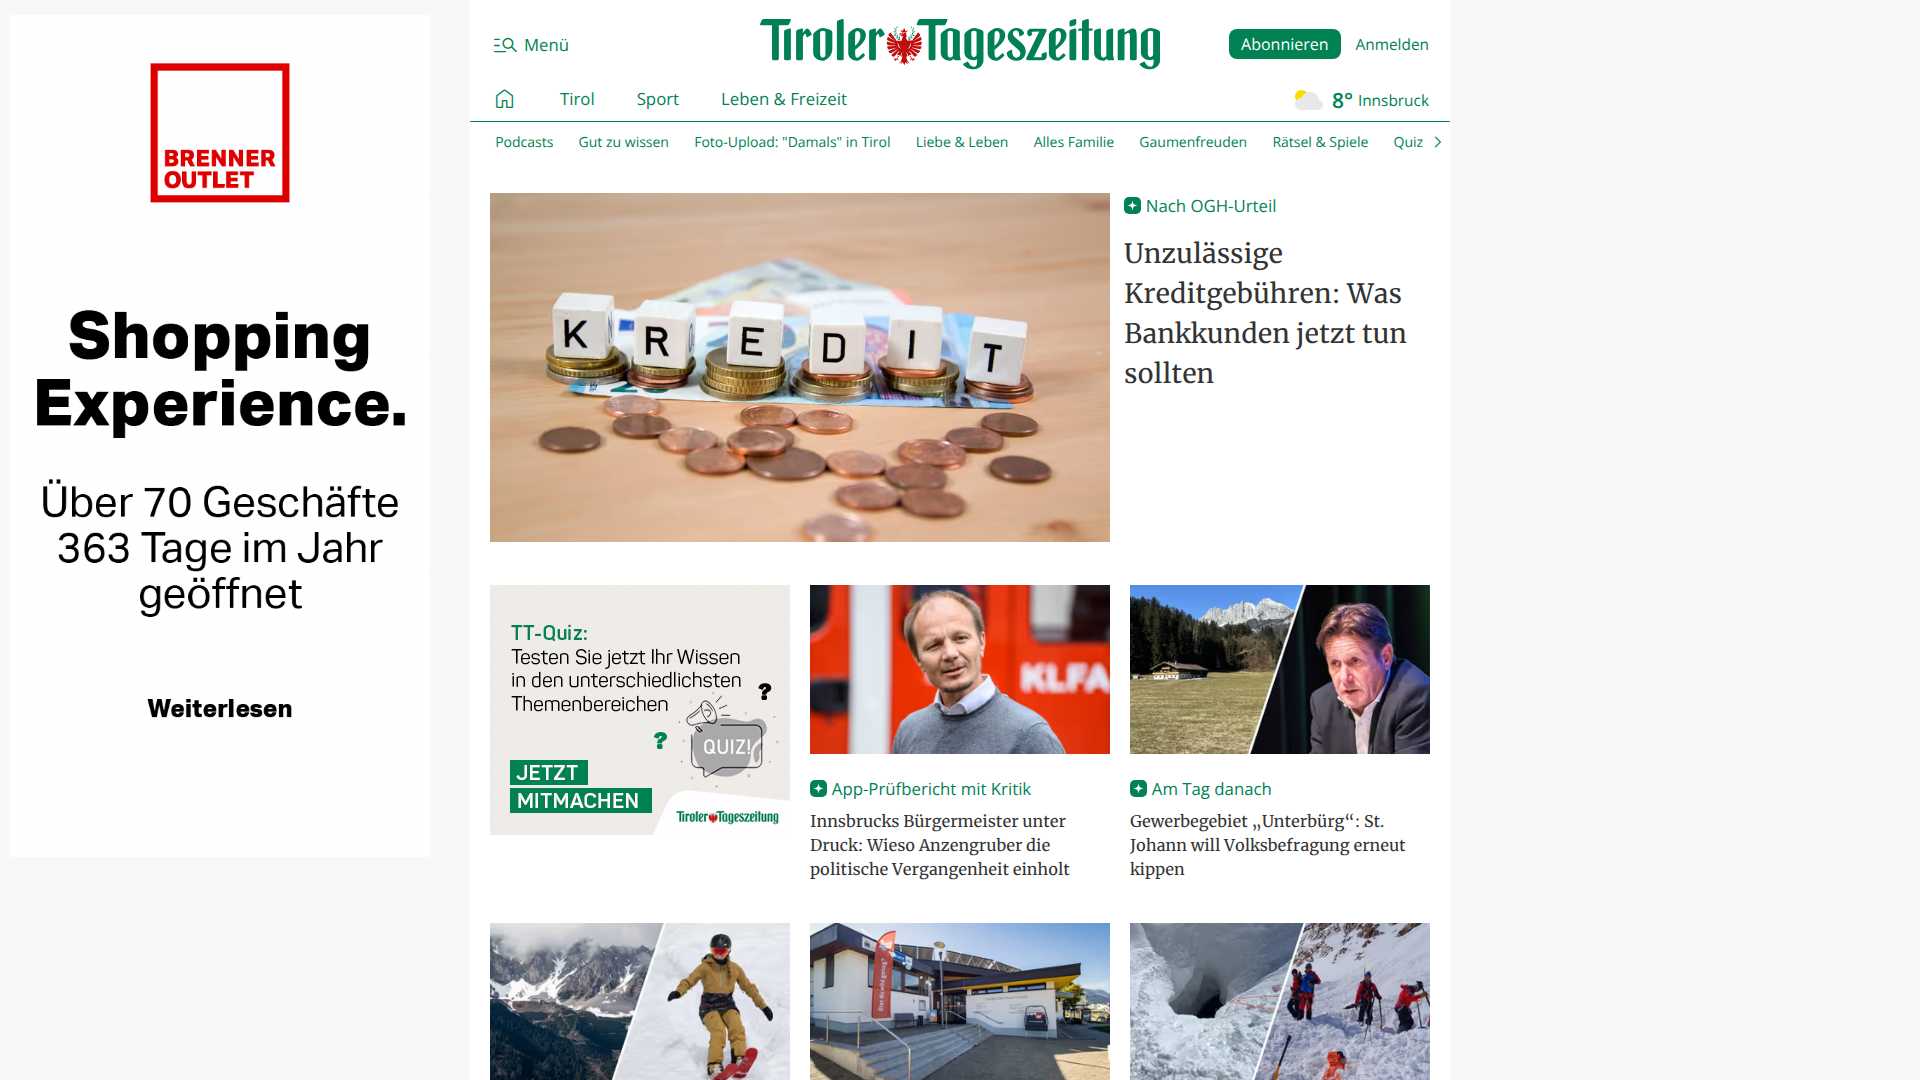 BRENNER
OUTLET
Shopping
Experience.
Über 70 Geschäfte
363 Tage im Jahr
geöffnet
Weiterlesen
Menü
Tiroler Tageszeitung
Abonnieren
Anmelden
Tirol
Sport
Leben & Freizeit
8° Innsbruck
Podcasts
Gut zu wissen
Foto-Upload: "Damals" in Tirol
Liebe & Leben
Alles Familie
Gaumenfreuden
Rätsel & Spiele
Quiz
KREDIT
Nach OGH-Urteil
Unzulässige
Kreditgebühren: Was
Bankkunden jetzt tun
sollten
TT-Quiz:
Testen Sie jetzt Ihr Wissen
in den unterschiedlichsten
Themenbereichen
?
?
QUIZ!
JETZT
MITMACHEN
Tiroler Tageszeitung
KLFA
App-Prüfbericht mit Kritik
Innsbrucks Bürgermeister unter
Druck: Wieso Anzengruber die
politische Vergangenheit einholt
Am Tag danach
Gewerbegebiet „Unterbürg“: St.
Johann will Volksbefragung erneut
kippen